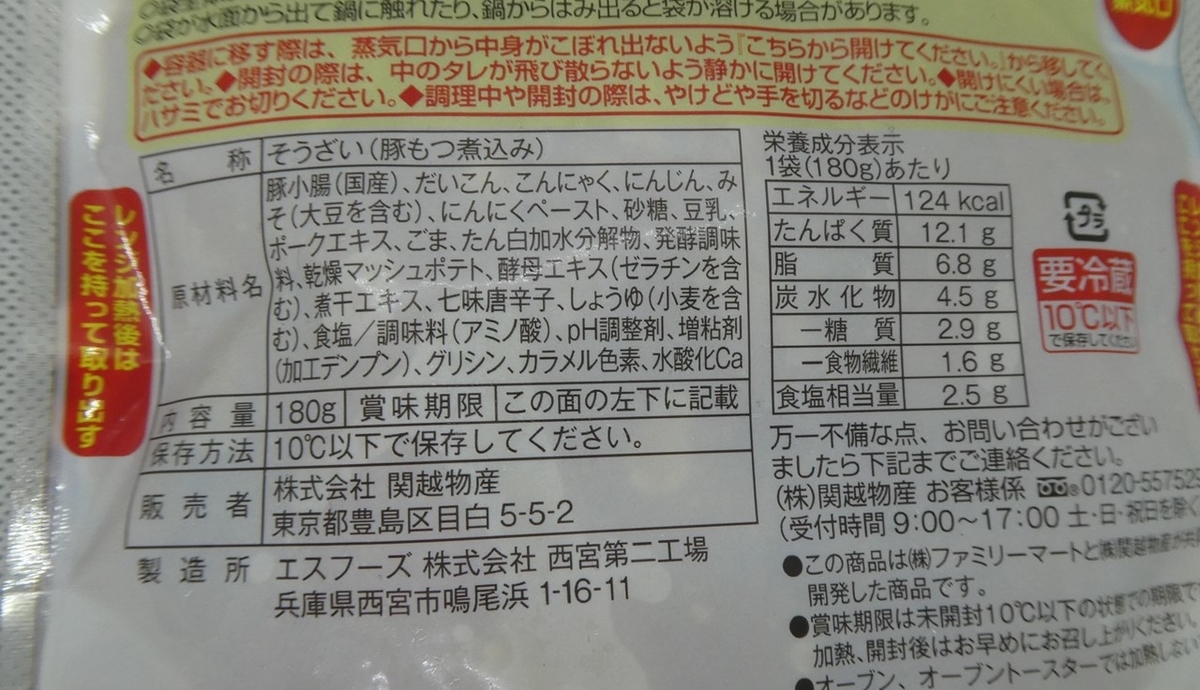 ○袋が水面から出て鍋に触れたり、鍋からはみ出ると袋が溶ける場合があります。
蒸気口
◆容器に移す際は、蒸気口から中身がこぼれ出ないよう『こちらから開けてください。』から移してく
ださい。◆開封の際は、中のタレが飛び散らないよう静かに開けてください。◆開けにくい場合は、
ハサミでお切りください。◆調理中や開封の際は、やけどや手を切るなどのけがにご注意ください。
レンジ加熱後は
ここを持って取り出す
名称 そうざい(豚もつ煮込み)
原材料名 豚小腸(国産)、だいこん、こんにゃく、にんじん、み
そ(大豆を含む)、にんにくペースト、砂糖、豆乳、
ポークエキス、ごま、たん白加水分解物、発酵調味
料、乾燥マッシュポテト、酵母エキス(ゼラチンを含
む)、煮干エキス、七味唐辛子、しょうゆ(小麦を含
む)、食塩/調味料(アミノ酸)、pH調整剤、増粘剤
(加工デンプン)、グリシン、カラメル色素、水酸化Ca
内容量 180g 賞味期限 この面の左下に記載
保存方法 10℃以下で保存してください。
販売者 株式会社 関越物産
東京都豊島区目白 5-5-2
製造所 エスフーズ 株式会社 西宮第二工場
兵庫県西宮市鳴尾浜 1-16-11
栄養成分表示
1袋(180g)あたり
エネルギー 124 kcal
たんぱく質 12.1 g
脂質 6.8 g
炭水化物 4.5 g
―糖質 2.9 g
―食物繊維 1.6 g
食塩相当量 2.5 g
プラ
要冷蔵
10℃以下
で保存してください
万一不備な点、お問い合わせがござい
ましたら下記までご連絡ください。
(株)関越物産 お客様係 0120-557523
(受付時間 9:00〜17:00 土・日・祝日を除く
●この商品は(株)ファミリーマートと(株)関越物産が共
開発した商品です。
●賞味期限は未開封10℃以下の状態での期限で
加熱、開封後はお早めにお召し上がりください。
●オーブン、オーブントースターでは加熱しない